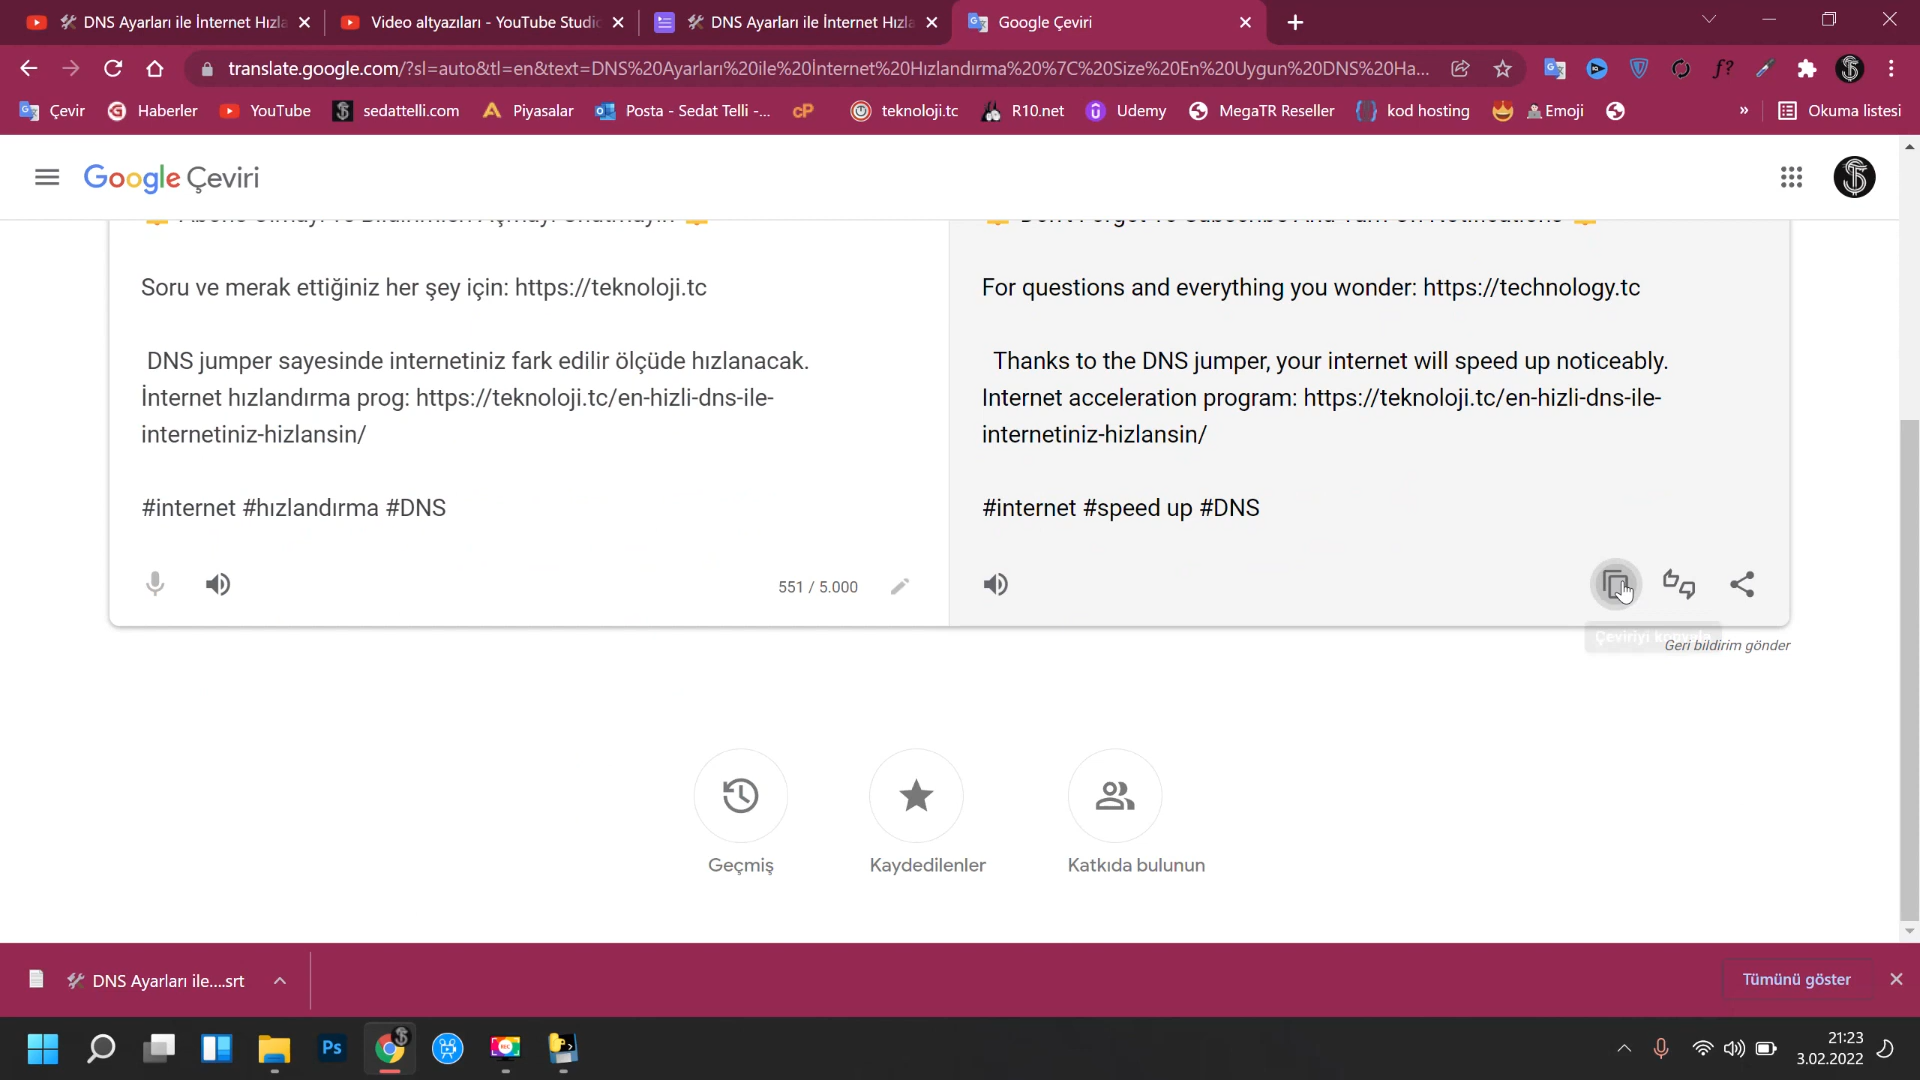 DNS Ayarları ile İnternet Hızla
Video altyazıları - YouTube Studio
DNS Ayarları ile İnternet Hızla
Google Çeviri
translate.google.com/?sl=auto&tl=en&text=DNS%20Ayarları%20ile%20İnternet%20Hızlandırma%20%7C%20Size%20En%20Uygun%20DNS%20Ha...
Çevir
Haberler
YouTube
sedattelli.com
Piyasalar
Posta - Sedat Telli -...
cP
teknoloji.tc
R10.net
Udemy
MegaTR Reseller
kod hosting
Emoji
»
Okuma listesi
Google Çeviri
Soru ve merak ettiğiniz her şey için: https://teknoloji.tc
DNS jumper sayesinde internetiniz fark edilir ölçüde hızlanacak.
İnternet hızlandırma prog: https://teknoloji.tc/en-hizli-dns-ile-
internetiniz-hizlansin/
#internet #hızlandırma #DNS
551 / 5.000
For questions and everything you wonder: https://technology.tc
Thanks to the DNS jumper, your internet will speed up noticeably.
Internet acceleration program: https://teknoloji.tc/en-hizli-dns-ile-
internetiniz-hizlansin/
#internet #speed up #DNS
Çeviriyi kopyala
Geri bildirim gönder
Geçmiş
Kaydedilenler
Katkıda bulunun
DNS Ayarları ile....srt
Tümünü göster
Ps
21:23
3.02.2022